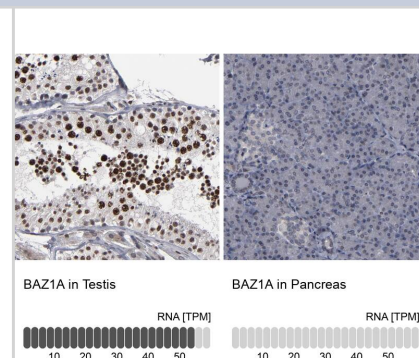 BAZ1A in Testis
BAZ1A in Pancreas
RNA [TPM]
RNA [TPM]
10 20 30 40 50
10 20 30 40 50